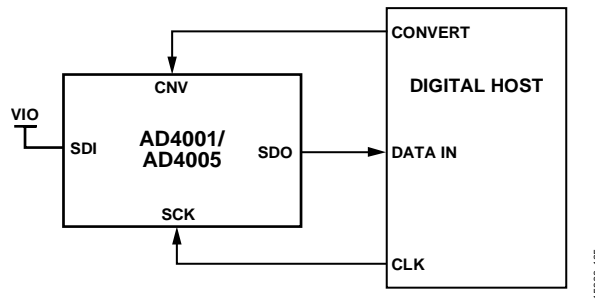 CONVERT
CNV
DIGITAL HOST
VIO
SDI
AD4001/
AD4005
SDO
DATA IN
SCK
CLK